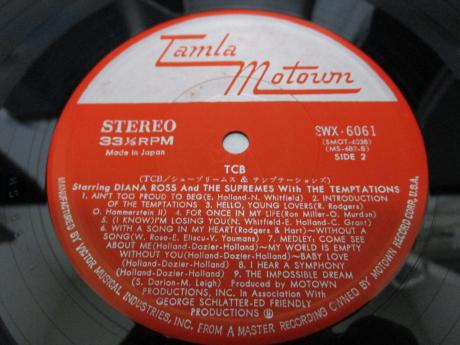 Tamla
Motown
STEREO
33⅓RPM
Made in Japan
SWX-6061
(SMOT-6038)
(MS-682-B)
SIDE 2
TCB
(TCB/シュープリームス & テンプテーションズ)
Starring DIANA ROSS And THE SUPREMES With THE TEMPTATIONS
1. AIN'T TOO PROUD TO BEG(E. Holland-N. Whitfield) 2. INTRODUCTION
OF THE TEMPTATIONS 3. HELLO, YOUNG LOVERS(R. Rodgers-
O. Hammerstein II) 4. FOR ONCE IN MY LIFE(Ron Miller-O. Murdan)
5. (I KNOW)I'M LOSING YOU(N. Whitfield-E. Holland-C. Grant)
6. WITH A SONG IN MY HEART(Rodgers & Hart)〜WITHOUT A
SONG(W. Rose-E. Eliscu-V. Youmans) 7. MEDLEY; COME SEE
ABOUT ME(Holland-Dozier-Holland)〜MY WORLD IS EMPTY
WITHOUT YOU(Holland-Dozier-Holland)〜BABY LOVE
(Holland-Dozier-Holland) 8. I HEAR A SYMPHONY
(Holland-Dozier-Holland) 9. THE IMPOSSIBLE DREAM
(S. Darion-M. Leigh) Produced by MOTOWN
PRODUCTIONS, INC. In Association With
GEORGE SCHLATTER-ED FRIENDLY
PRODUCTIONS Ⓟ
MANUFACTURED BY VICTOR MUSICAL INDUSTRIES, INC. FROM A MASTER RECORDING OWNED BY MOTOWN RECORD CORP. U.S.A.